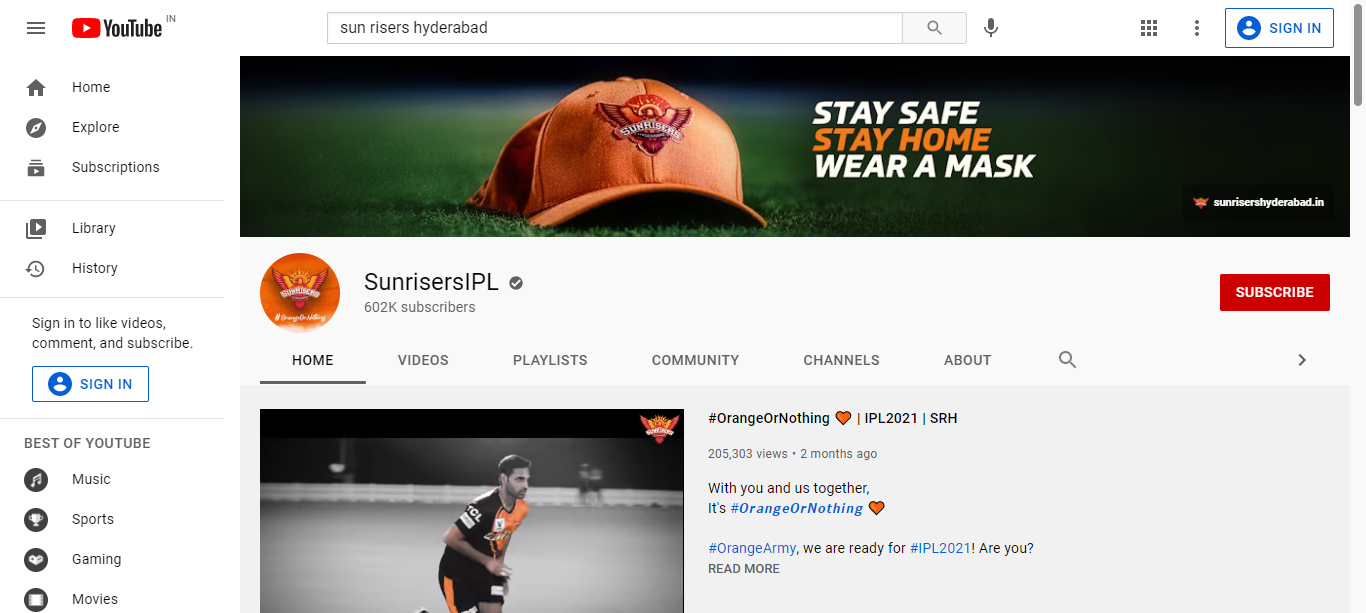 YouTube IN
sun risers hyderabad
SIGN IN
Home
Explore
Subscriptions
Library
History
Sign in to like videos,
comment, and subscribe.
SIGN IN
BEST OF YOUTUBE
Music
Sports
Gaming
Movies
SUNRISERS
STAY SAFE
STAY HOME
WEAR A MASK
sunrisershyderabad.in
SUNRISERS
#OrangeOrNothing
SunrisersIPL
602K subscribers
SUBSCRIBE
HOME
VIDEOS
PLAYLISTS
COMMUNITY
CHANNELS
ABOUT
TCL
#OrangeOrNothing 🧡 | IPL2021 | SRH
205,303 views • 2 months ago
With you and us together,
It's #OrangeOrNothing 🧡
#OrangeArmy, we are ready for #IPL2021! Are you?
READ MORE